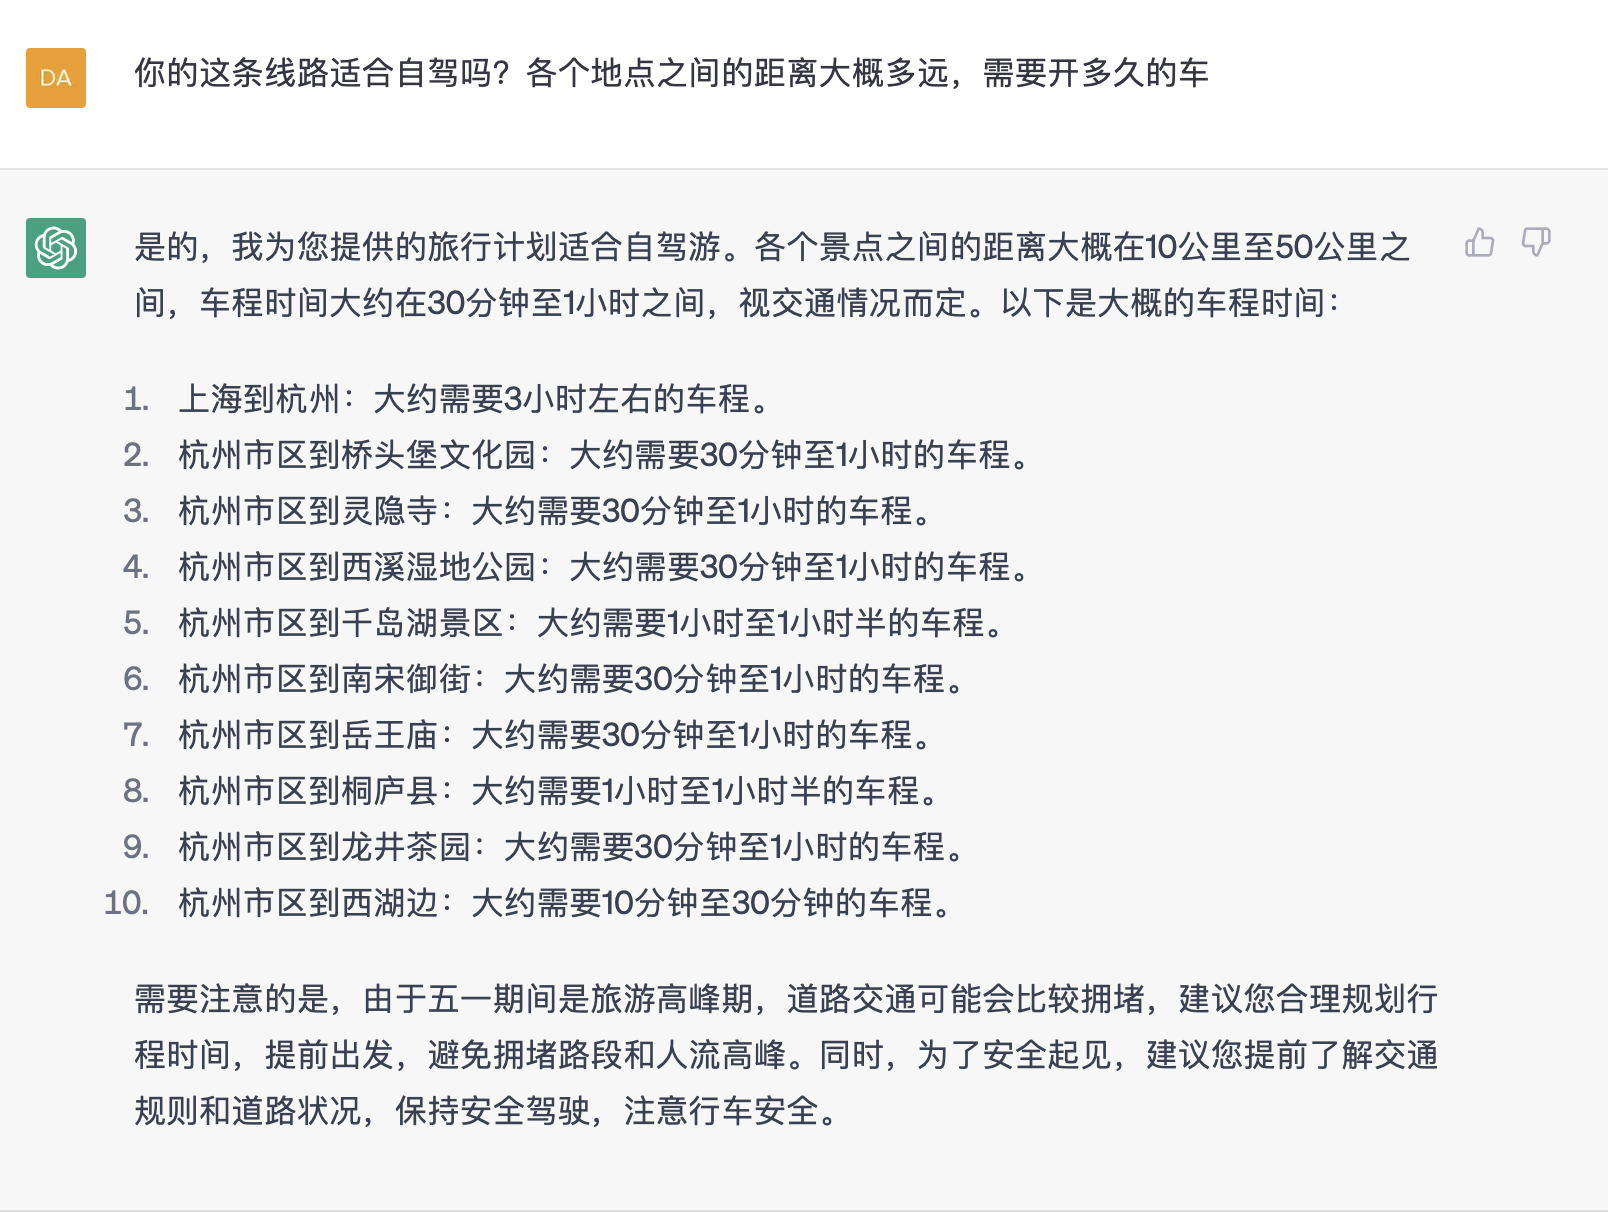 DA
你的这条线路适合自驾吗？各个地点之间的距离大概多远，需要开多久的车
是的，我为您提供的旅行计划适合自驾游。各个景点之间的距离大概在10公里至50公里之
间，车程时间大约在30分钟至1小时之间，视交通情况而定。以下是大概的车程时间：
1. 上海到杭州：大约需要3小时左右的车程。
2. 杭州市区到桥头堡文化园：大约需要30分钟至1小时的车程。
3. 杭州市区到灵隐寺：大约需要30分钟至1小时的车程。
4. 杭州市区到西溪湿地公园：大约需要30分钟至1小时的车程。
5. 杭州市区到千岛湖景区：大约需要1小时至1小时半的车程。
6. 杭州市区到南宋御街：大约需要30分钟至1小时的车程。
7. 杭州市区到岳王庙：大约需要30分钟至1小时的车程。
8. 杭州市区到桐庐县：大约需要1小时至1小时半的车程。
9. 杭州市区到龙井茶园：大约需要30分钟至1小时的车程。
10. 杭州市区到西湖边：大约需要10分钟至30分钟的车程。
需要注意的是，由于五一期间是旅游高峰期，道路交通可能会比较拥堵，建议您合理规划行
程时间，提前出发，避免拥堵路段和人流高峰。同时，为了安全起见，建议您提前了解交通
规则和道路状况，保持安全驾驶，注意行车安全。